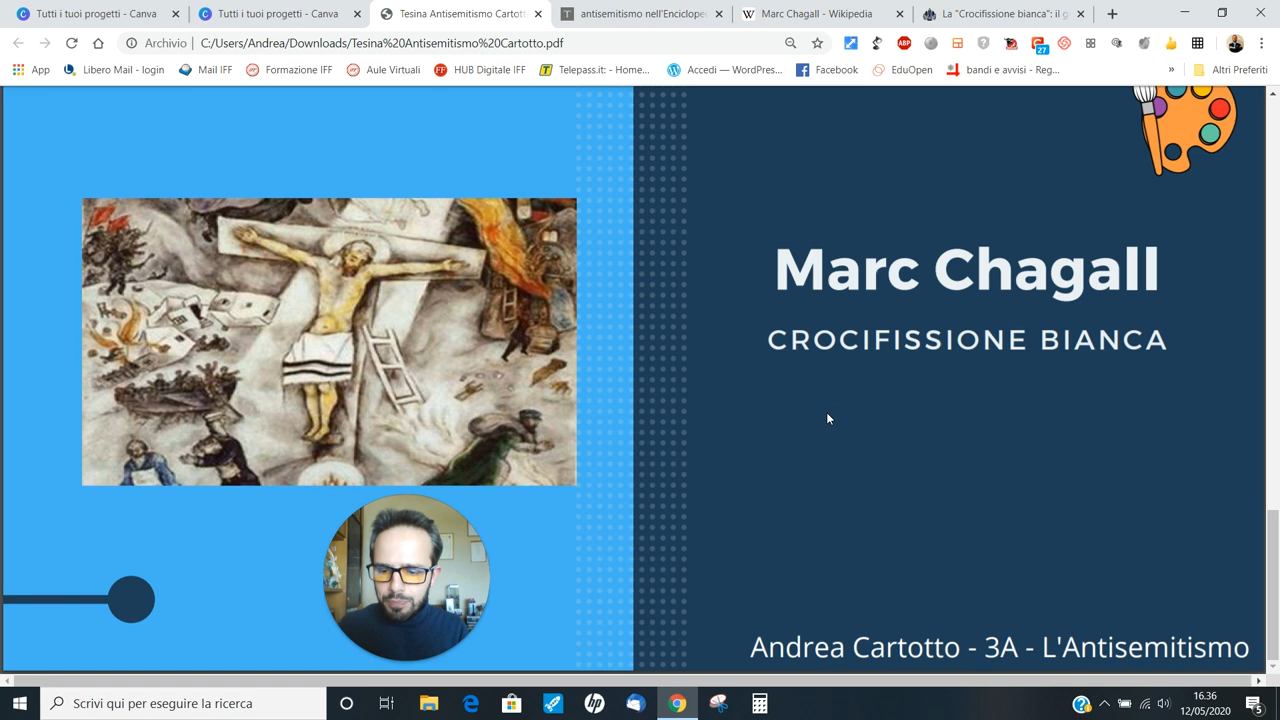 Tutti i tuoi progetti - Canva
Tutti i tuoi progetti - Canva
Tesina Antisemitismo Cartott
antisemitismo nell'Enciclope
Marc Chagall - Wikipedia
La "Crocifissione bianca": il g
Archivio | C:/Users/Andrea/Downloads/Tesina%20Antisemitismo%20Cartotto.pdf
ABP
27
App
Libero Mail - login
Mail IFF
Formazione IFF
Aule Virtuali
HUB Digitale IFF
Telepass.it: - Home...
Accedi — WordPres...
Facebook
EduOpen
bandi e avvisi - Reg...
»
Altri Preferiti
Marc Chagall
CROCIFISSIONE BIANCA
Andrea Cartotto - 3A - L'Antisemitismo
Scrivi qui per eseguire la ricerca
16.36
12/05/2020
5